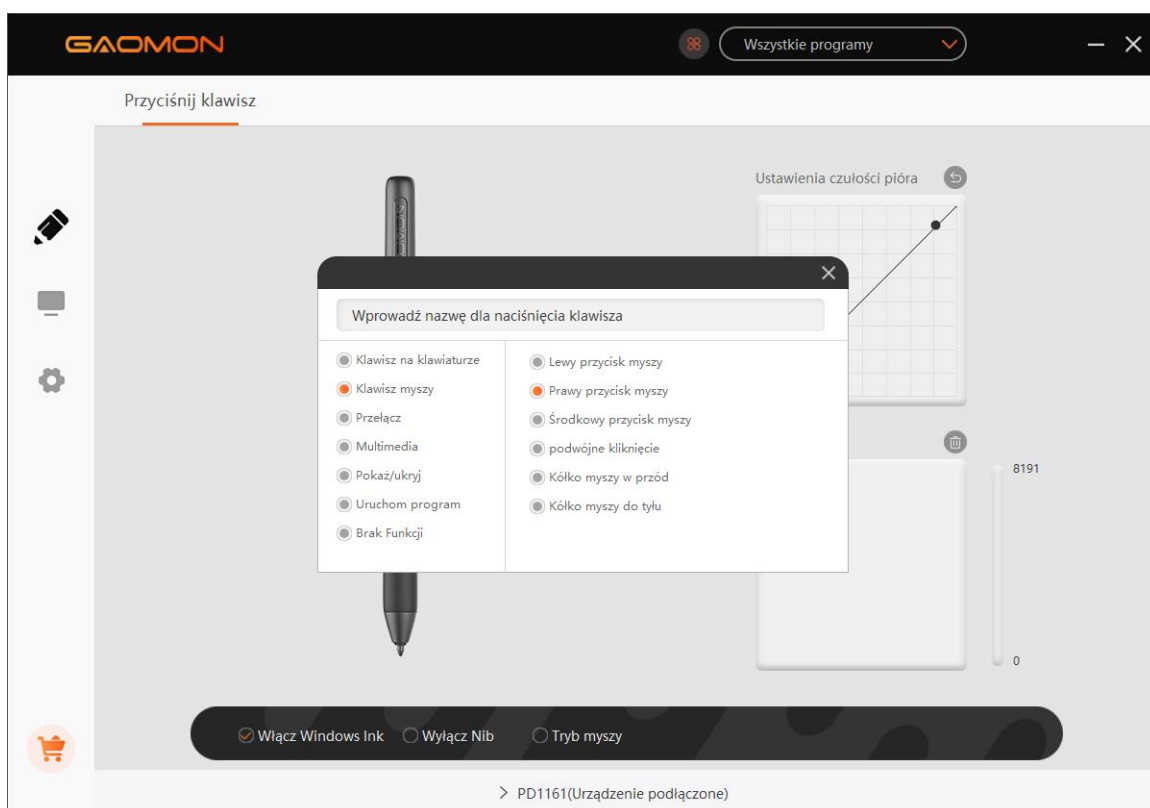 GAOMON
Wszystkie programy
Przyciśnij klawisz
Ustawienia czułości pióra
Wprowadź nazwę dla naciśnięcia klawisza
Klawisz na klawiaturze
Klawisz myszy
Przełącz
Multimedia
Pokaż/ukryj
Uruchom program
Brak Funkcji
Lewy przycisk myszy
Prawy przycisk myszy
Środkowy przycisk myszy
podwójne kliknięcie
Kółko myszy w przód
Kółko myszy do tyłu
8191
0
Włącz Windows Ink
Wyłącz Nib
Tryb myszy
PD1161(Urządzenie podłączone)